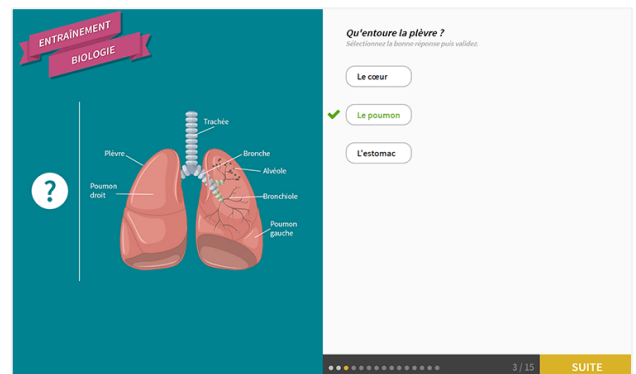 ENTRAÎNEMENT
BIOLOGIE
Trachée
Plèvre
Bronche
Alvéole
Poumon
droit
Bronchiole
Poumon
gauche
?
Qu'entoure la plèvre ?
Sélectionnez la bonne réponse puis validez.
Le cœur
Le poumon
L'estomac
3 / 15
SUITE